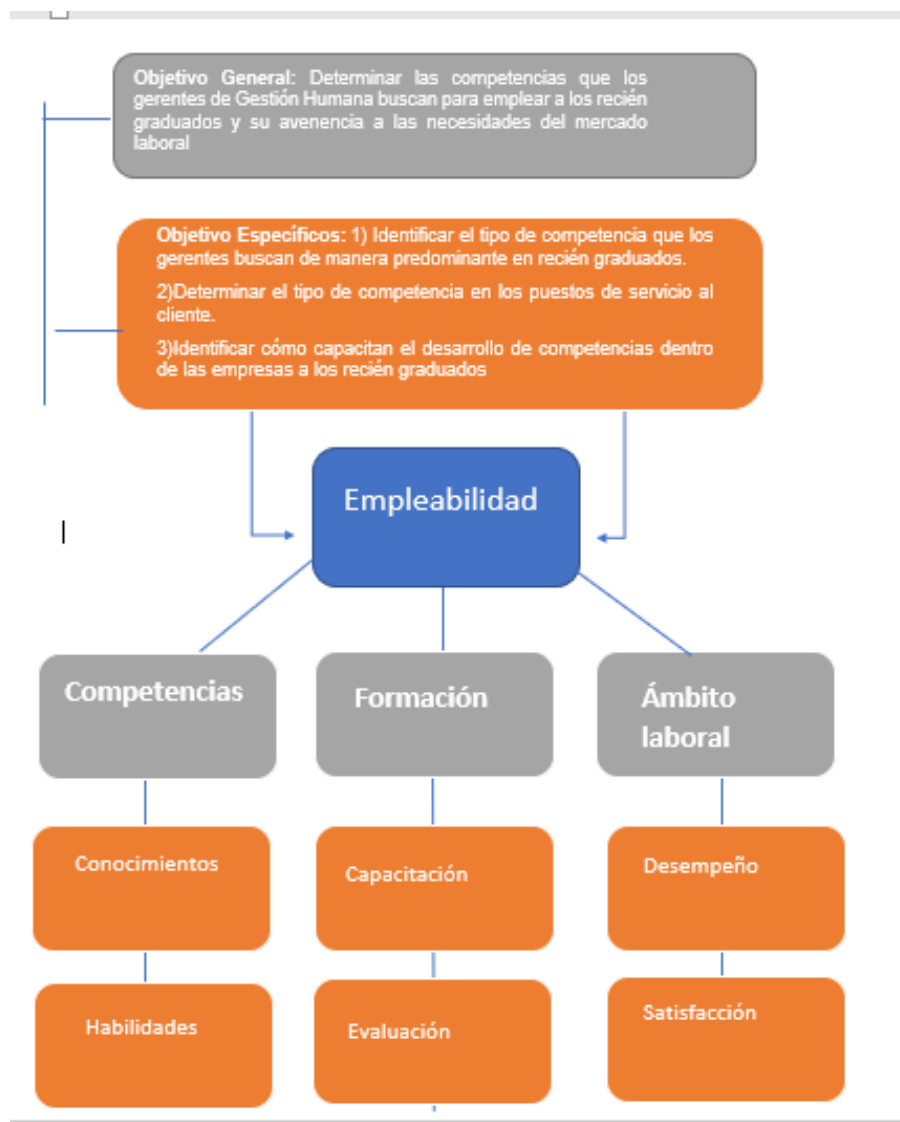 Objetivo General: Determinar las competencias que los
gerentes de Gestión Humana buscan para emplear a los recién
graduados y su avenencia a las necesidades del mercado
laboral
Objetivo Específicos: 1) Identificar el tipo de competencia que los
gerentes buscan de manera predominante en recién graduados.
2)Determinar el tipo de competencia en los puestos de servicio al
cliente.
3)Identificar cómo capacitan el desarrollo de competencias dentro
de las empresas a los recién graduados
Empleabilidad
Competencias
Formación
Ámbito
laboral
Conocimientos
Capacitación
Desempeño
Habilidades
Evaluación
Satisfacción